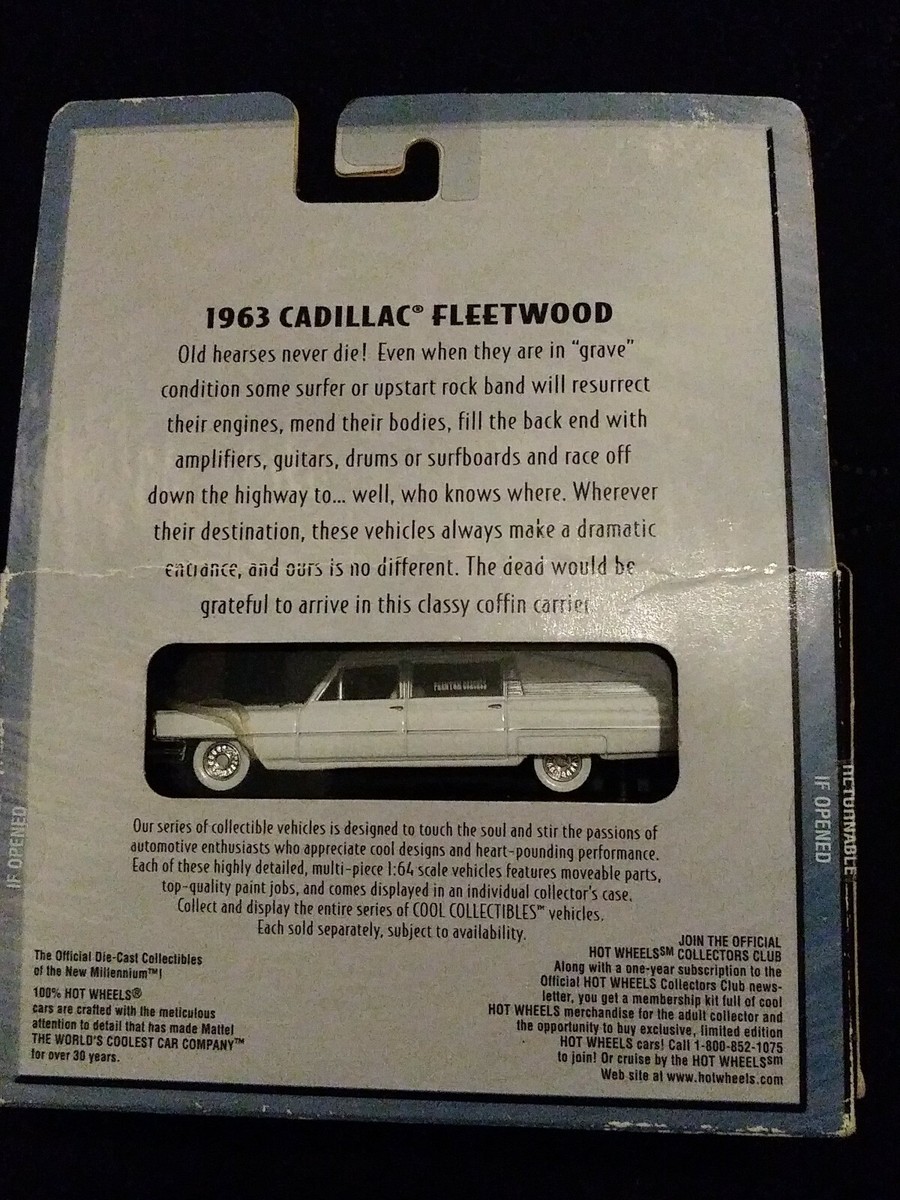 1963 CADILLAC® FLEETWOOD
Old hearses never die! Even when they are in "grave"
condition some surfer or upstart rock band will resurrect
their engines, mend their bodies, fill the back end with
amplifiers, guitars, drums or surfboards and race off
down the highway to... well, who knows where. Wherever
their destination, these vehicles always make a dramatic
entrance, and ours is no different. The dead would be
grateful to arrive in this classy coffin carrier
Our series of collectible vehicles is designed to touch the soul and stir the passions of
automotive enthusiasts who appreciate cool designs and heart-pounding performance.
Each of these highly detailed, multi-piece 1:64 scale vehicles features moveable parts,
top-quality paint jobs, and comes displayed in an individual collector's case.
Collect and display the entire series of COOL COLLECTIBLES™ vehicles.
Each sold separately, subject to availability.
The Official Die-Cast Collectibles
of the New Millennium™!
100% HOT WHEELS®
cars are crafted with the meticulous
attention to detail that has made Mattel
THE WORLD'S COOLEST CAR COMPANY™
for over 30 years.
JOIN THE OFFICIAL
HOT WHEELSSM COLLECTORS CLUB
Along with a one-year subscription to the
Official HOT WHEELS Collectors Club news-
letter, you get a membership kit full of cool
HOT WHEELS merchandise for the adult collector and
the opportunity to buy exclusive, limited edition
HOT WHEELS cars! Call 1-800-852-1075
to join! Or cruise by the HOT WHEELSsm
Web site at www.hotwheels.com
IF OPENED
IF OPENED
RETURNABLE